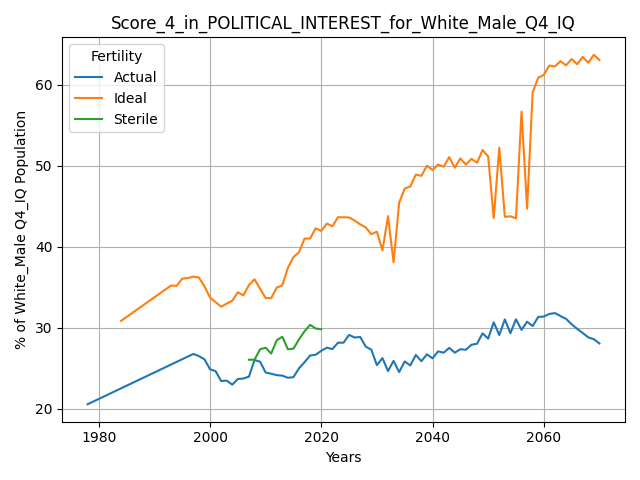 Score_4_in_POLITICAL_INTEREST_for_White_Male_Q4_IQ
Fertility
Actual
Ideal
Sterile
% of White_Male Q4_IQ Population
60
50
40
30
20
1980
2000
2020
2040
2060
Years